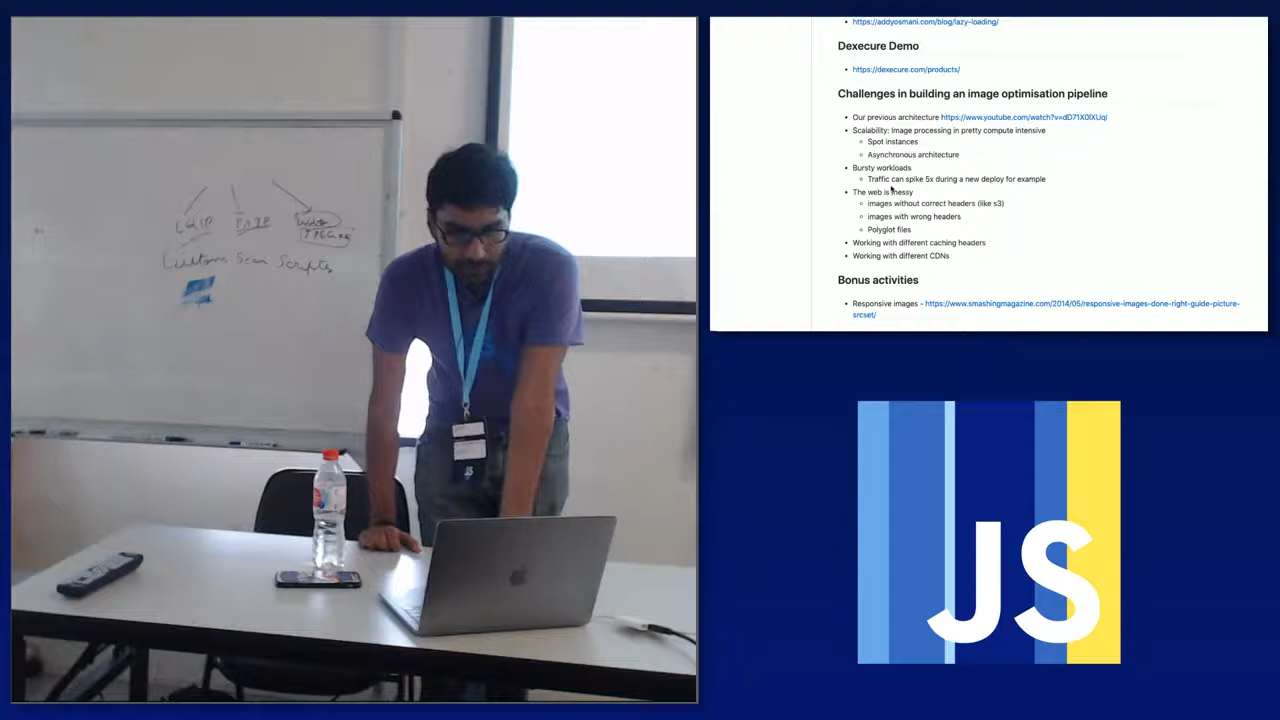 Custom Scan Scripts
JS
https://addyosmani.com/blog/lazy-loading/
Dexecure Demo
https://dexecure.com/products/
Challenges in building an image optimisation pipeline
Our previous architecture https://www.youtube.com/watch?v=dD71X0lXUqI
Scalability: Image processing in pretty compute intensive
Spot instances
Asynchronous architecture
Bursty workloads
Traffic can spike 5x during a new deploy for example
The web is messy
images without correct headers (like s3)
images with wrong headers
Polyglot files
Working with different caching headers
Working with different CDNs
Bonus activities
Responsive images - https://www.smashingmagazine.com/2014/05/responsive-images-done-right-guide-picture-
srcset/
JS